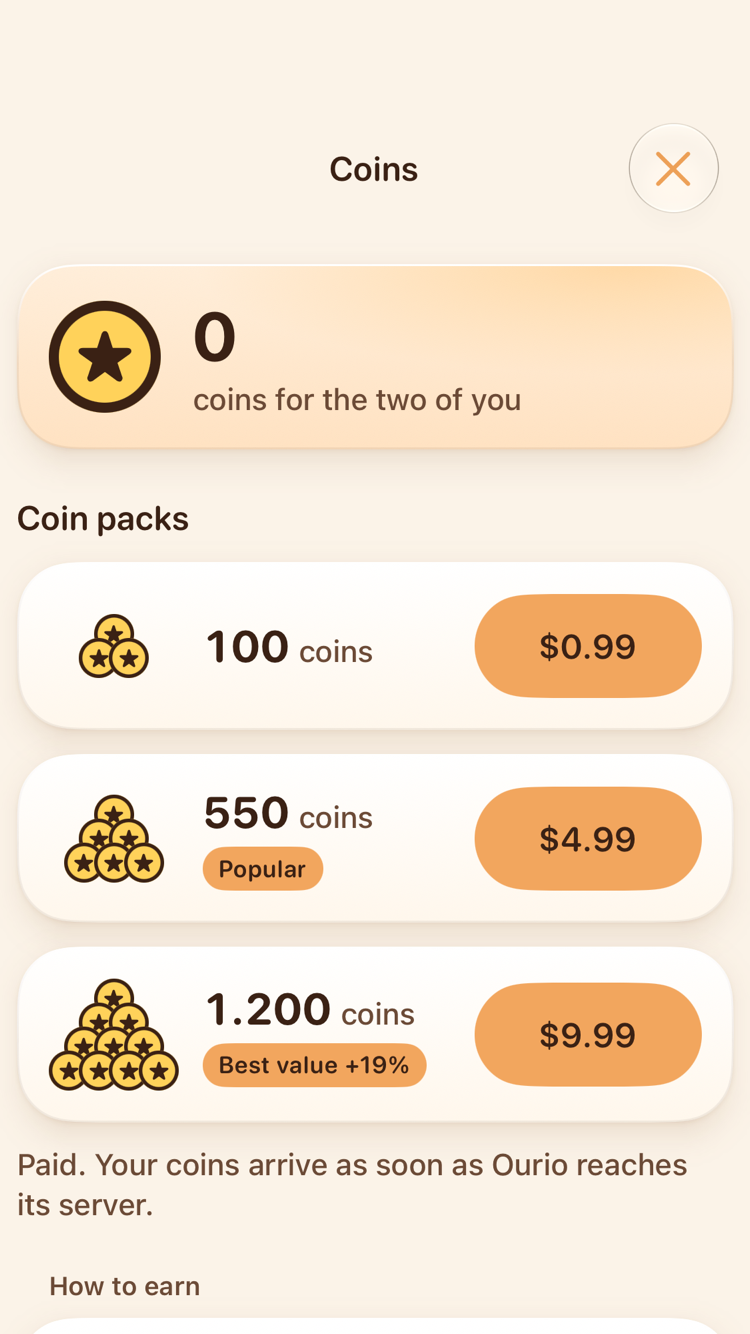 Coins
0
coins for the two of you
Coin packs
100 coins
$0.99
550 coins
Popular
$4.99
1.200 coins
Best value +19%
$9.99
Paid. Your coins arrive as soon as Ourio reaches
its server.
How to earn